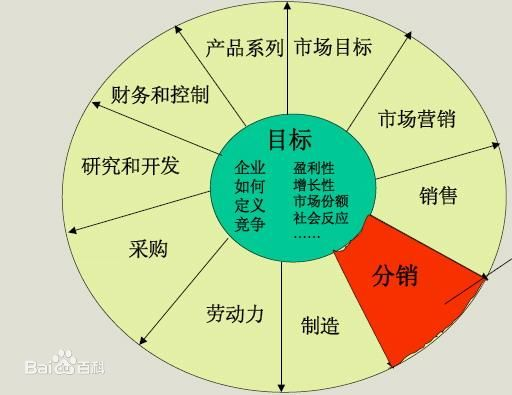 产品系列
市场目标
财务和控制
市场营销
研究和开发
销售
采购
分销
劳动力
制造
目标
企业
如何
定义
竞争
盈利性
增长性
市场份额
社会反应
......
Bai百科